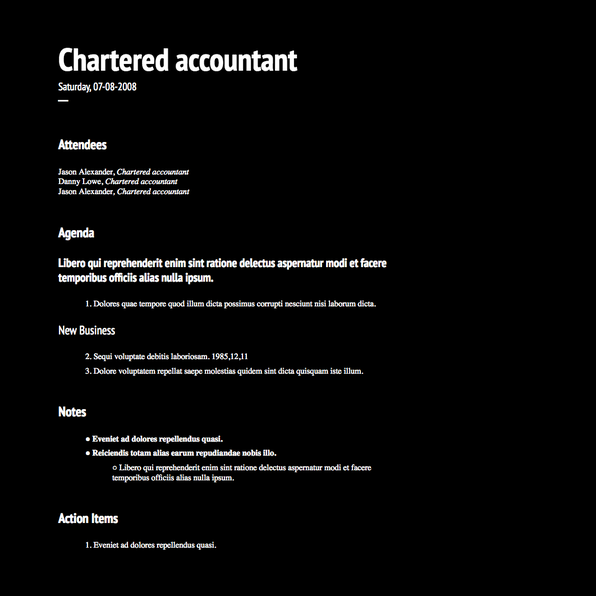 Chartered accountant
Saturday, 07-08-2008
Attendees
Jason Alexander, Chartered accountant
Danny Lowe, Chartered accountant
Jason Alexander, Chartered accountant
Agenda
Libero qui reprehenderit enim sint ratione delectus aspernatur modi et facere
temporibus officiis alias nulla ipsum.
1. Dolores quae tempore quod illum dicta possimus corrupti nesciunt nisi laborum dicta.
New Business
2. Sequi voluptate debitis laboriosam. 1985,12,11
3. Dolore voluptatem repellat saepe molestias quidem sint dicta quisquam iste illum.
Notes
● Eveniet ad dolores repellendus quasi.
● Reiciendis totam alias earum repudiandae nobis illo.
○ Libero qui reprehenderit enim sint ratione delectus aspernatur modi et facere
temporibus officiis alias nulla ipsum.
Action Items
1. Eveniet ad dolores repellendus quasi.